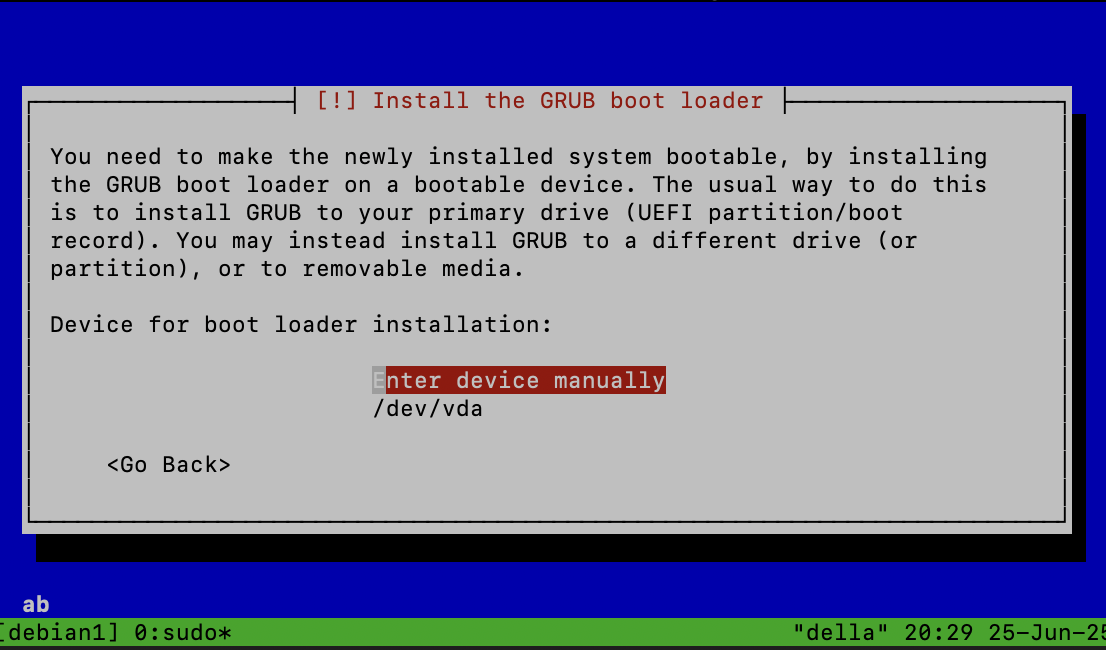 [!] Install the GRUB boot loader
You need to make the newly installed system bootable, by installing
the GRUB boot loader on a bootable device. The usual way to do this
is to install GRUB to your primary drive (UEFI partition/boot
record). You may instead install GRUB to a different drive (or
partition), or to removable media.
Device for boot loader installation:
Enter device manually
/dev/vda
<Go Back>
ab
[debian1] 0:sudo* "della" 20:29 25-Jun-25